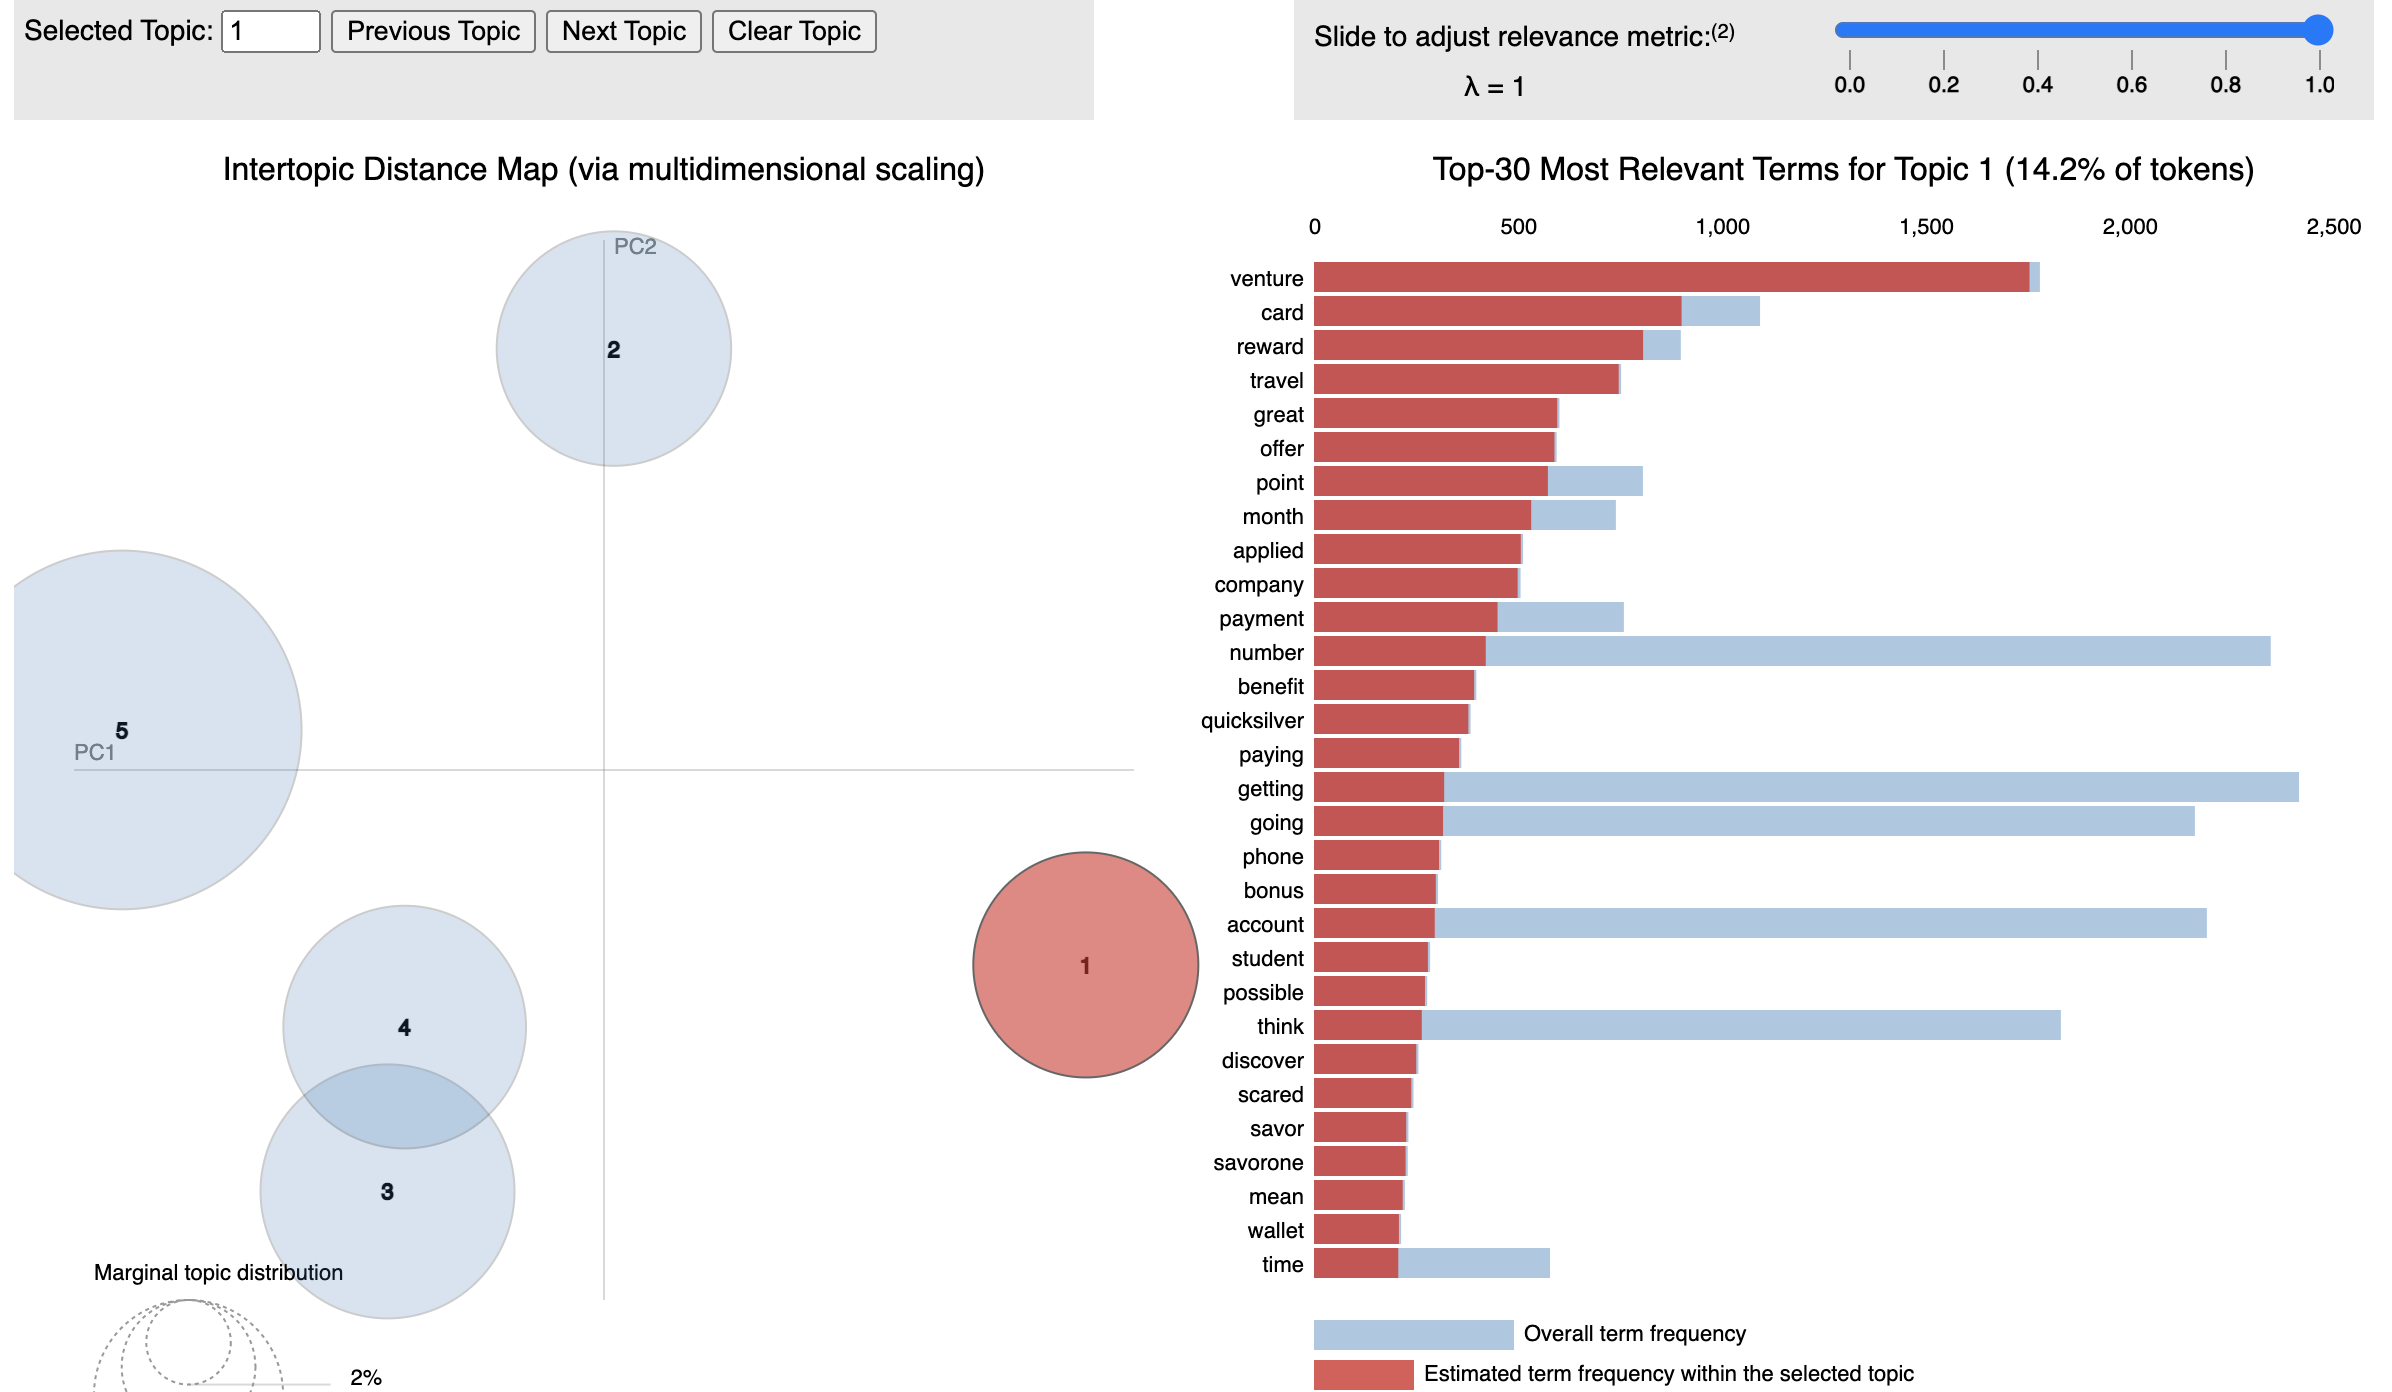 Selected Topic: 1 Previous Topic Next Topic Clear Topic
Slide to adjust relevance metric:(2)
λ = 1
0.0 0.2 0.4 0.6 0.8 1.0
Intertopic Distance Map (via multidimensional scaling)
PC2
2
5
PC1
1
4
3
Marginal topic distribution
2%
Top-30 Most Relevant Terms for Topic 1 (14.2% of tokens)
0 500 1,000 1,500 2,000 2,500
venture
card
reward
travel
great
offer
point
month
applied
company
payment
number
benefit
quicksilver
paying
getting
going
phone
bonus
account
student
possible
think
discover
scared
savor
savorone
mean
wallet
time
Overall term frequency
Estimated term frequency within the selected topic